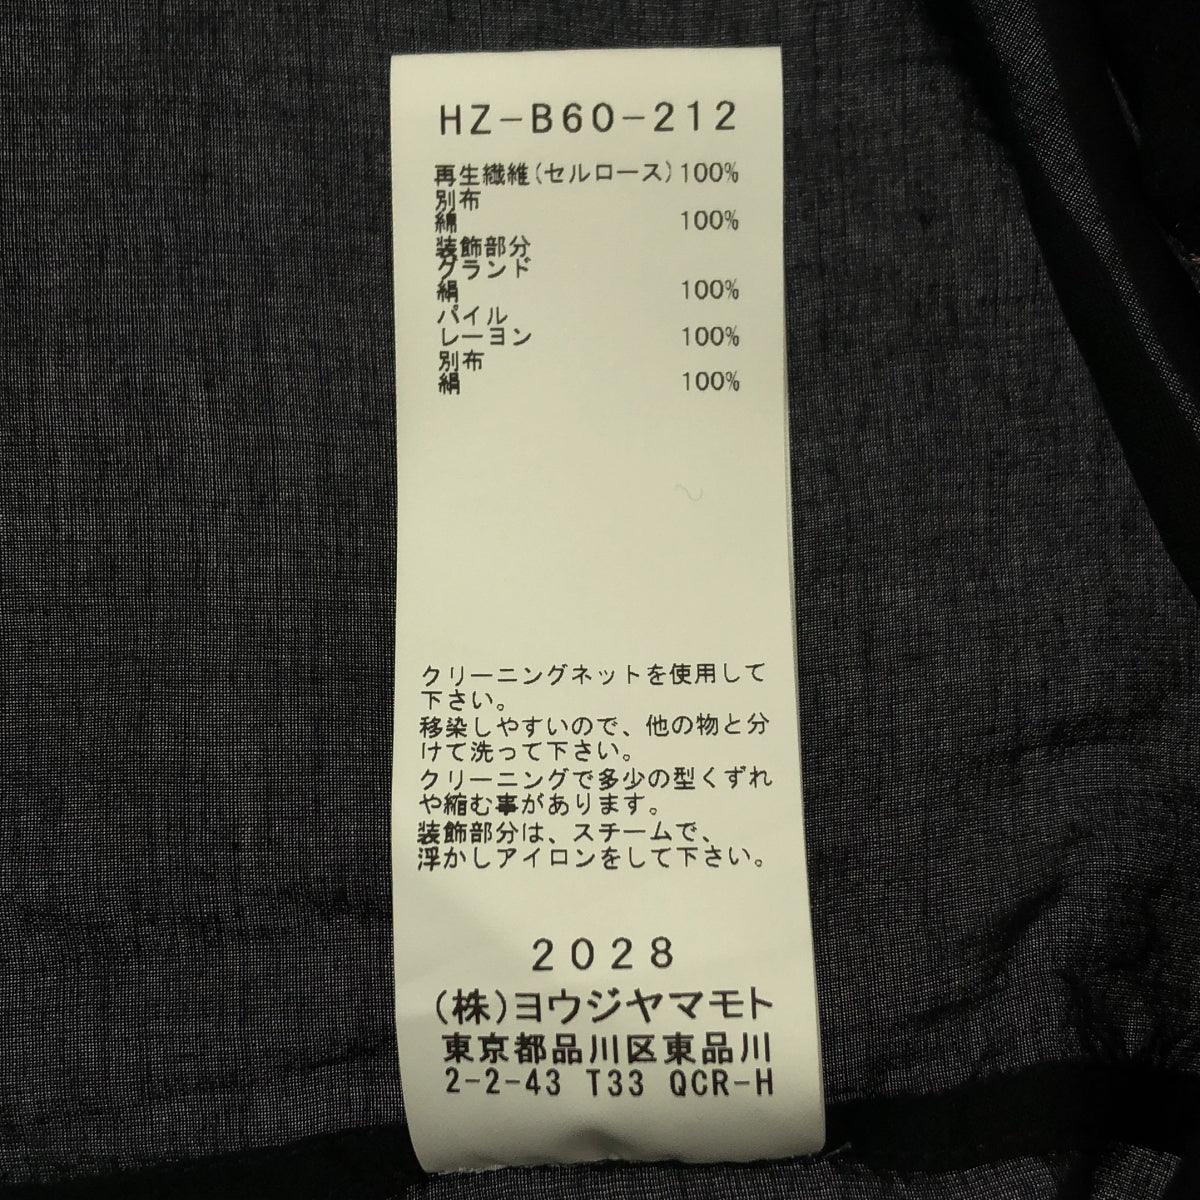 HZ-B60-212
再生繊維(セルロース)100%
別布
綿 100%
装飾部分
グランド
絹 100%
パイル
レーヨン 100%
別布
絹 100%
クリーニングネットを使用して
下さい。
移染しやすいので、他の物と分
けて洗って下さい。
クリーニングで多少の型くずれ
や縮む事があります。
装飾部分は、スチームで、
浮かしアイロンをして下さい。
2028
(株)ヨウジヤマモト
東京都品川区東品川
2-2-43 T33 QCR-H